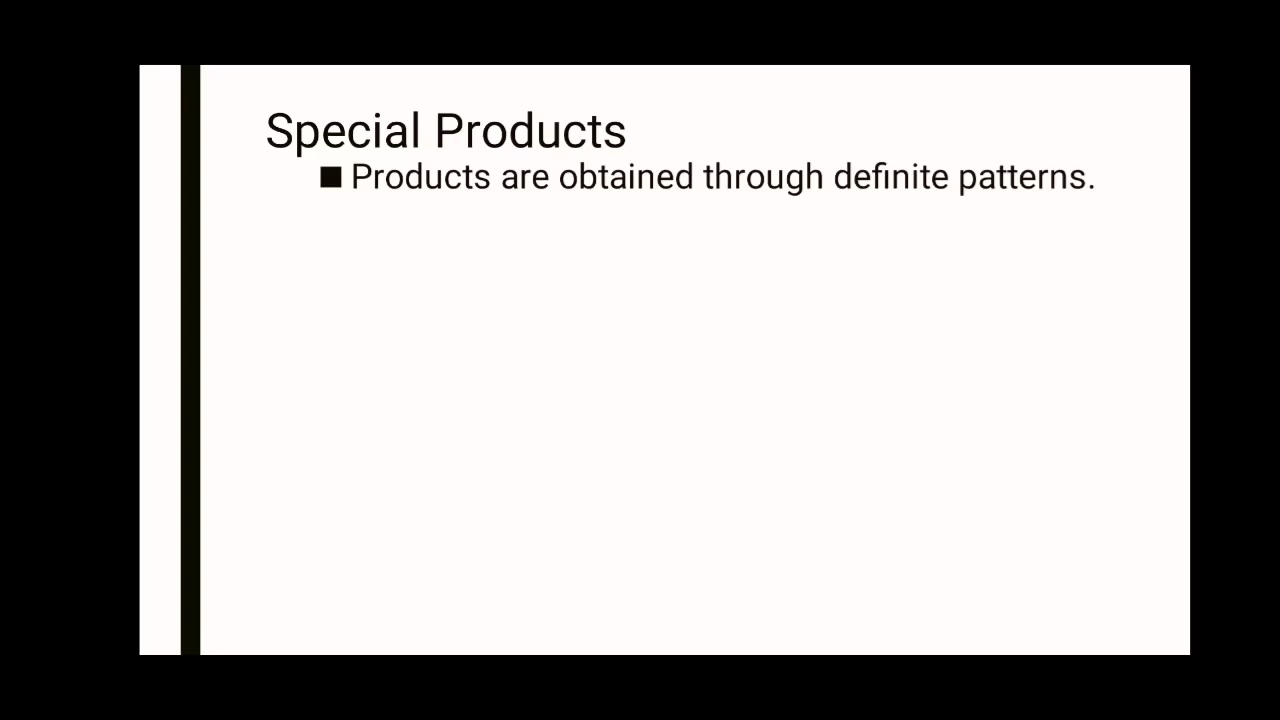 Special Products
■ Products are obtained through definite patterns.